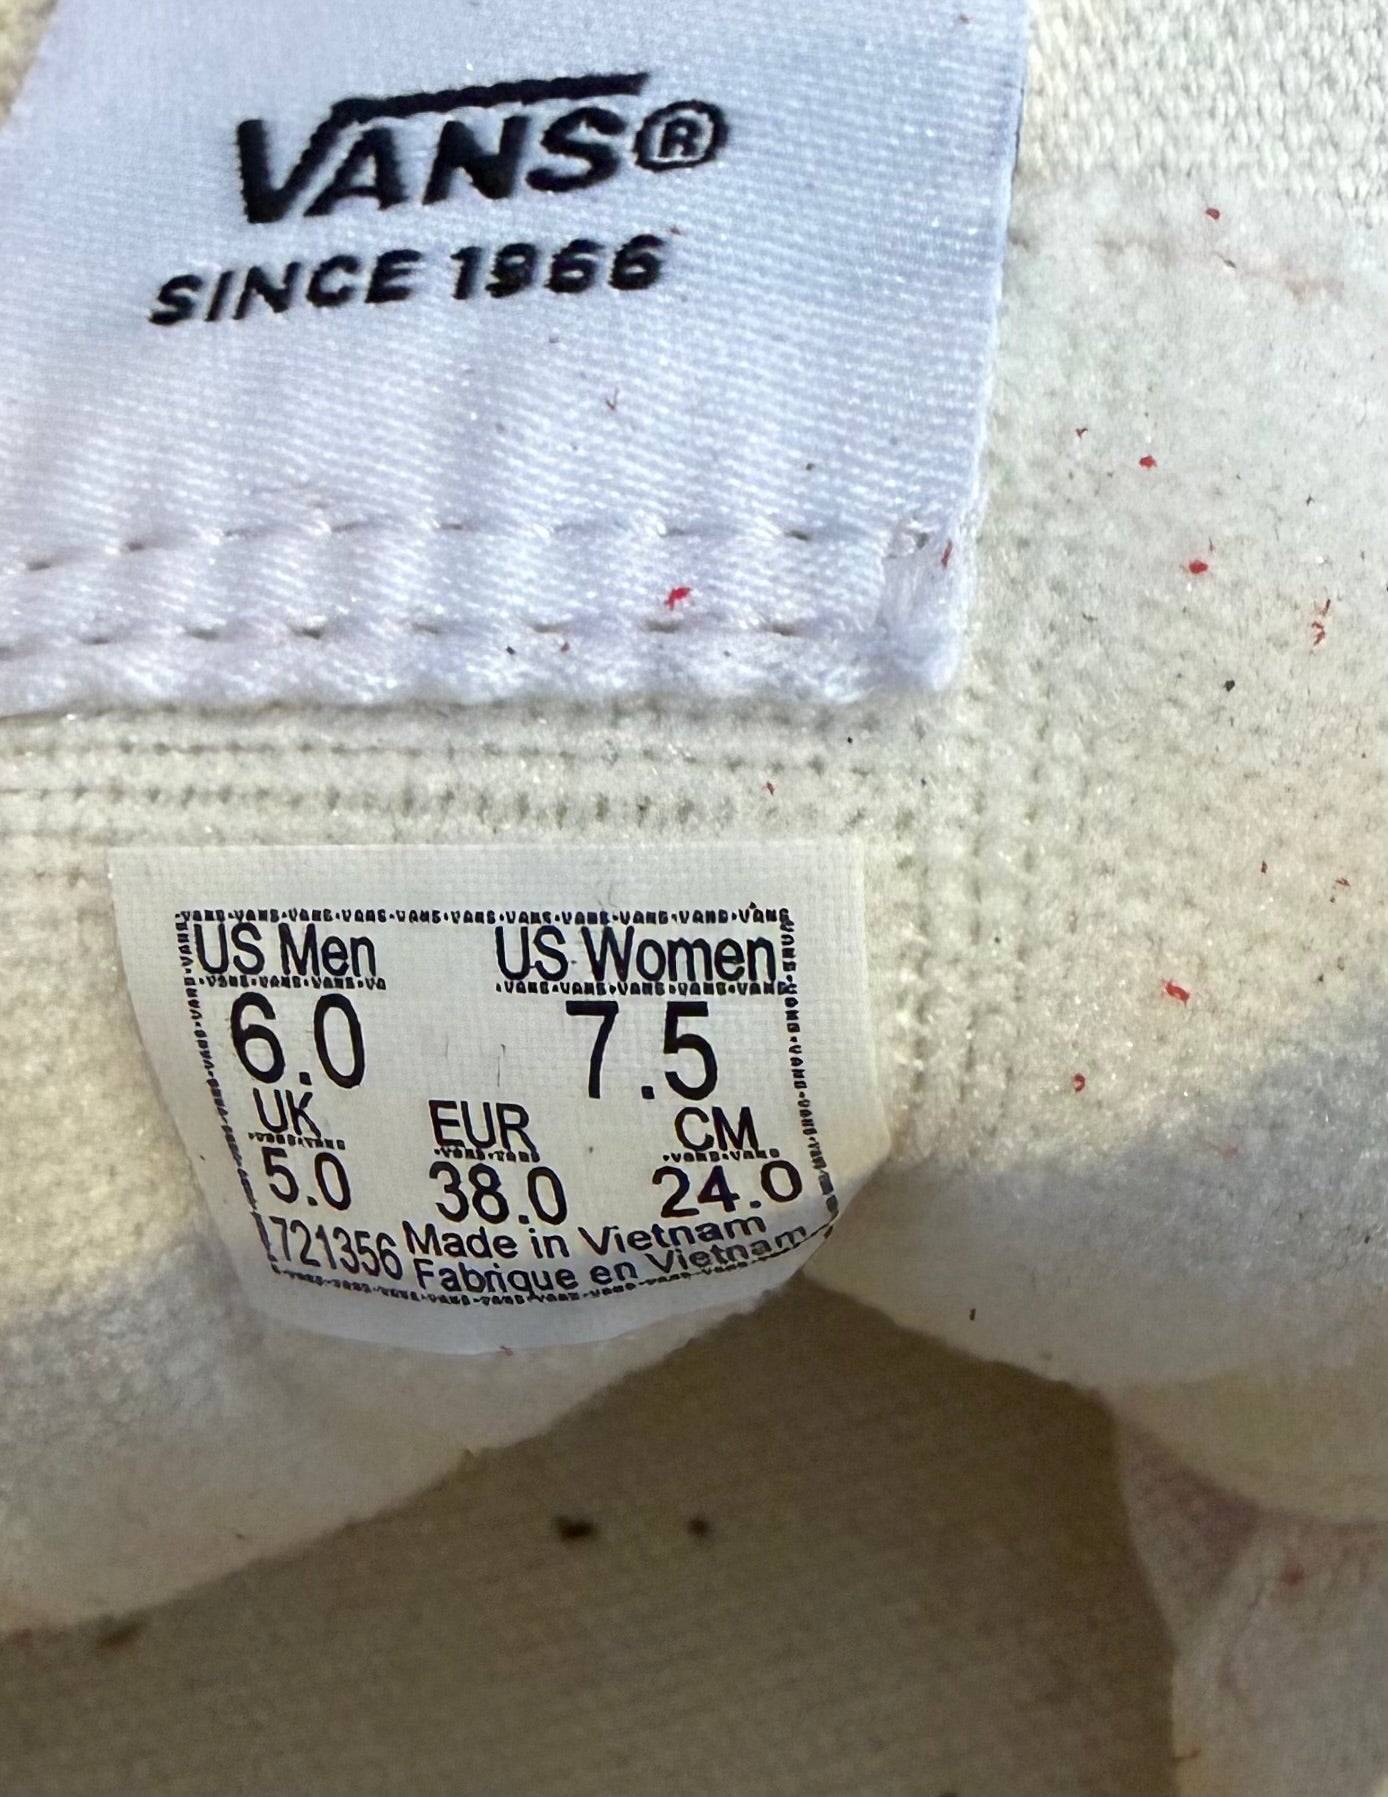 VANS®
SINCE 1966
US Men US Women
6.0 7.5
UK EUR CM
5.0 38.0 24.0
721356 Made in Vietnam
Fabrique en Vietnam